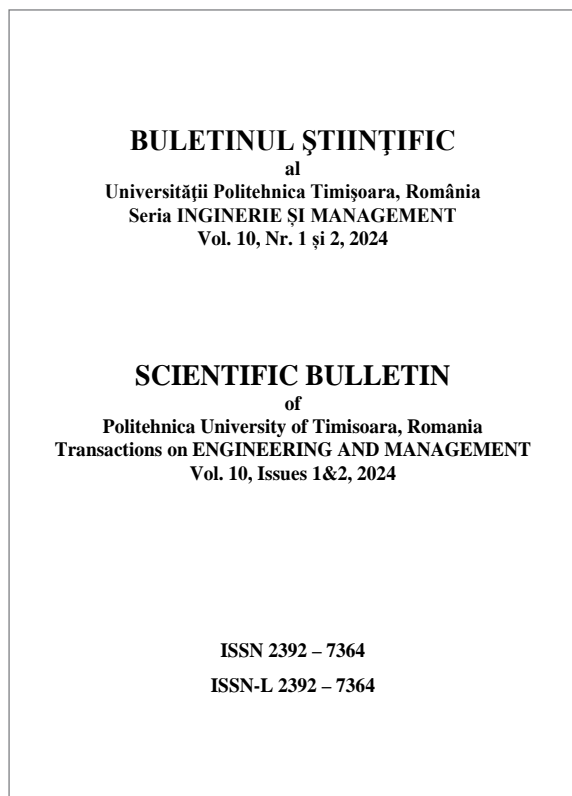 BULETINUL ŞTIINŢIFIC
al
Universităţii Politehnica Timişoara, România
Seria INGINERIE ȘI MANAGEMENT
Vol. 10, Nr. 1 și 2, 2024
SCIENTIFIC BULLETIN
of
Politehnica University of Timisoara, Romania
Transactions on ENGINEERING AND MANAGEMENT
Vol. 10, Issues 1&2, 2024
ISSN 2392 – 7364
ISSN-L 2392 – 7364